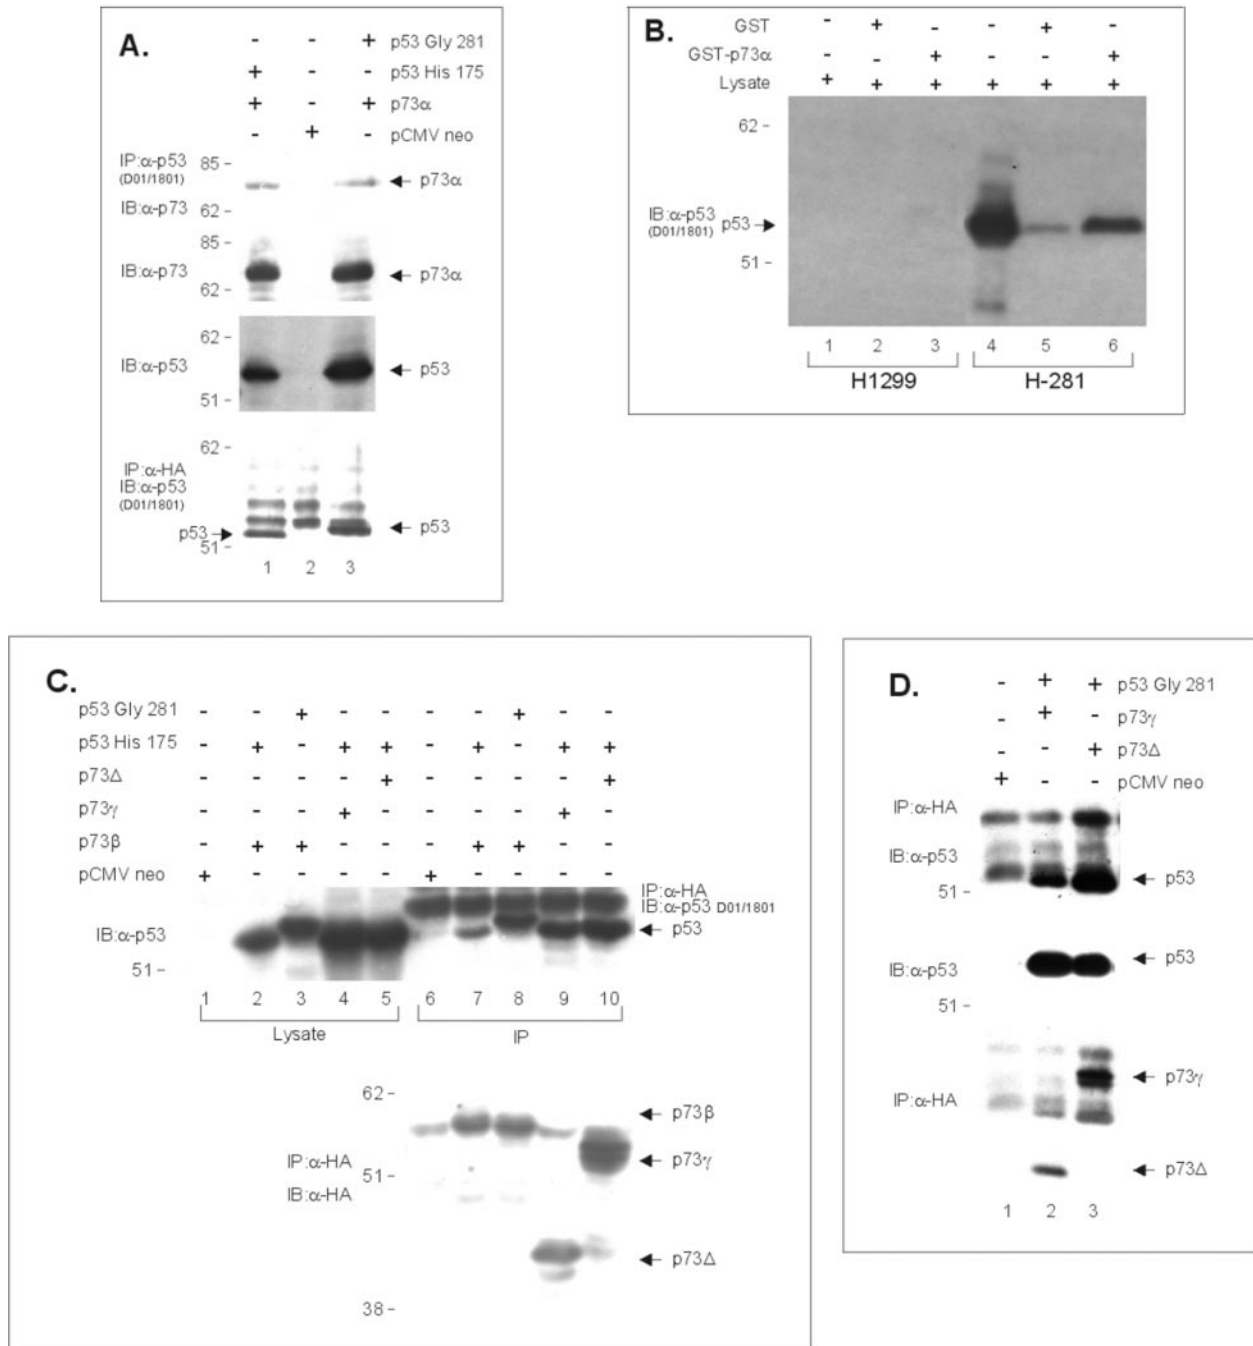 A.
- - + p53 Gly 281
+ - - p53 His 175
+ - + p73α
- + - pCMV neo
IP:α-p53 85 -
(D01/1801)
p73α
IB:α-p73 62 -
85 -
IB:α-p73 p73α
62 -
62 -
IB:α-p53 p53
51 -
62 -
IP:α-HA
IB:α-p53
(D01/1801)
p53 p53
51 -
1 2 3
B.
GST - + - - + -
GST-p73α - - + - - +
Lysate + + + + + +
62 -
IB:α-p53 p53
(D01/1801)
51 -
1 2 3 4 5 6
H1299 H-281
C.
p53 Gly 281 - - + - - - - + - -
p53 His 175 - + - + + - + - + +
p73Δ - - - - + - - - - +
p73γ - - - + - - - - + -
p73β - + + - - - + + - -
pCMV neo + - - - - + - - - -
IP:α-HA
IB:α-p53 D01/1801
IB:α-p53 p53
51 -
1 2 3 4 5 6 7 8 9 10
Lysate IP
62 -
p73β
IP:α-HA p73γ
51 -
IB:α-HA
p73Δ
38 -
D.
- + + p53 Gly 281
- + - p73γ
- - + p73Δ
+ - - pCMV neo
IP:α-HA
IB:α-p53
51 - p53
IB:α-p53 p53
51 -
p73γ
IP:α-HA
p73Δ
1 2 3